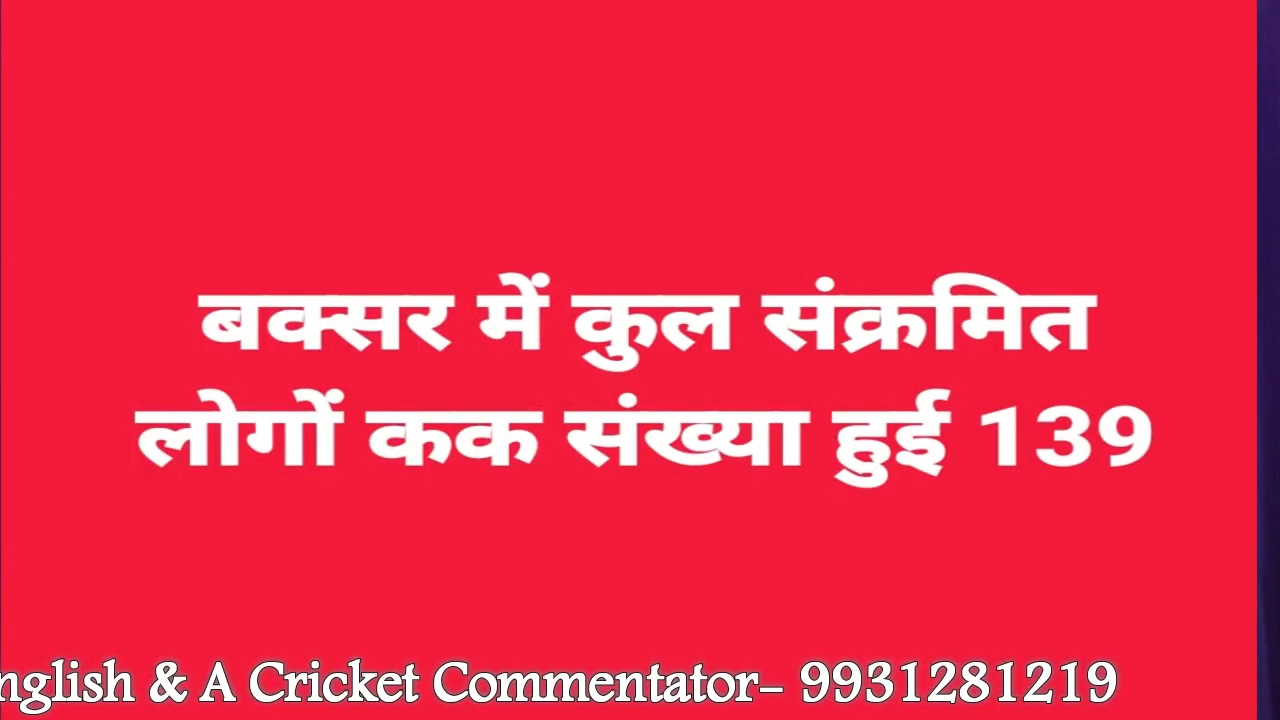 बक्सर में कुल संक्रमित
लोगों कक संख्या हुई 139
nglish & A Cricket Commentator- 9931281219